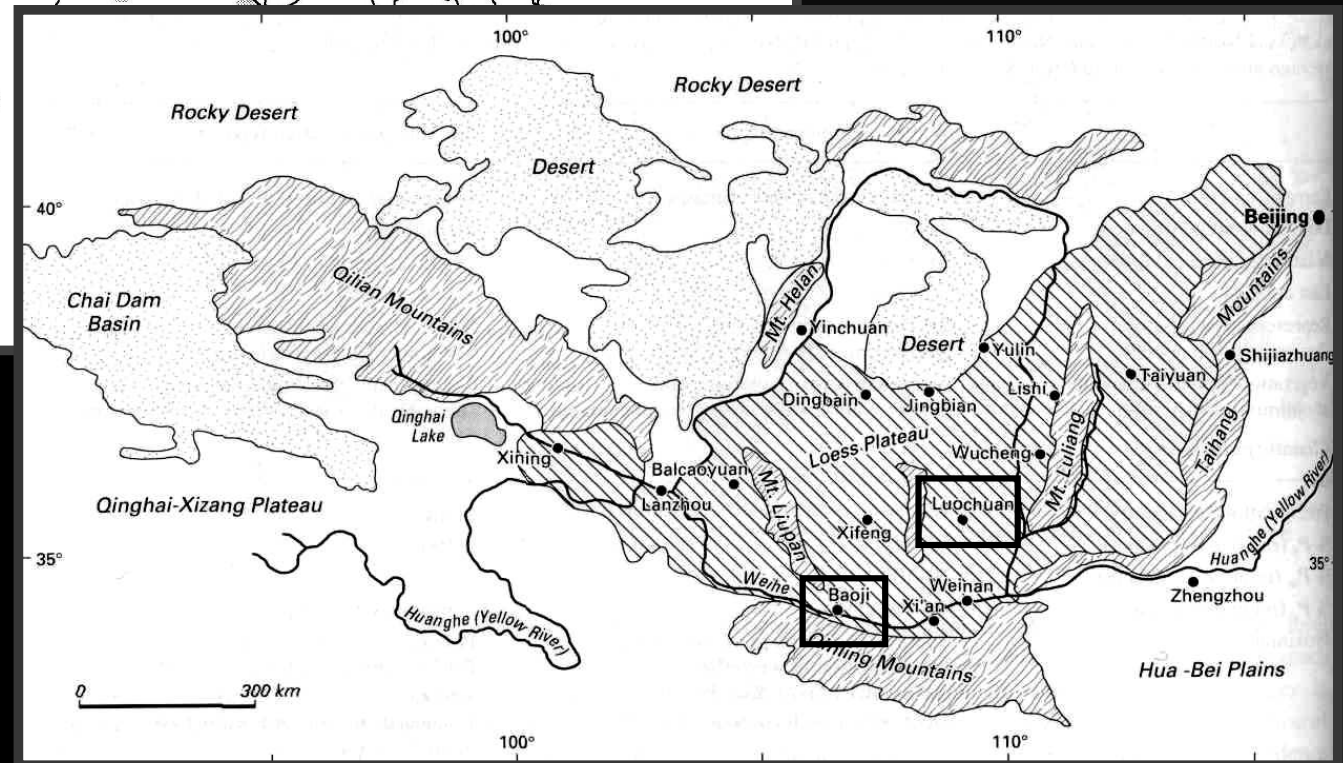 100°
110°
Rocky Desert
Rocky Desert
Desert
40°
Beijing
Qilian Mountains
Chai Dam
Basin
Mt. Helan
Mountains
Yinchuan
Desert
Yulin
Shijiazhuang
Taiyuan
Lishi
Dingbain
Jingbian
Qinghai
Lake
Loess Plateau
Wucheng
Mt. Luliang
Taihang
Xining
Balcaoyuan
Lanzhou
Mt. Liupan
Luochuan
Qinghai-Xizang Plateau
Xifeng
Huanghe (Yellow River)
35°
35°
Weihe
Baoji
Weinan
Xi'an
Zhengzhou
Huanghe (Yellow River)
Qinling Mountains
Hua -Bei Plains
0 300 km
100°
110°